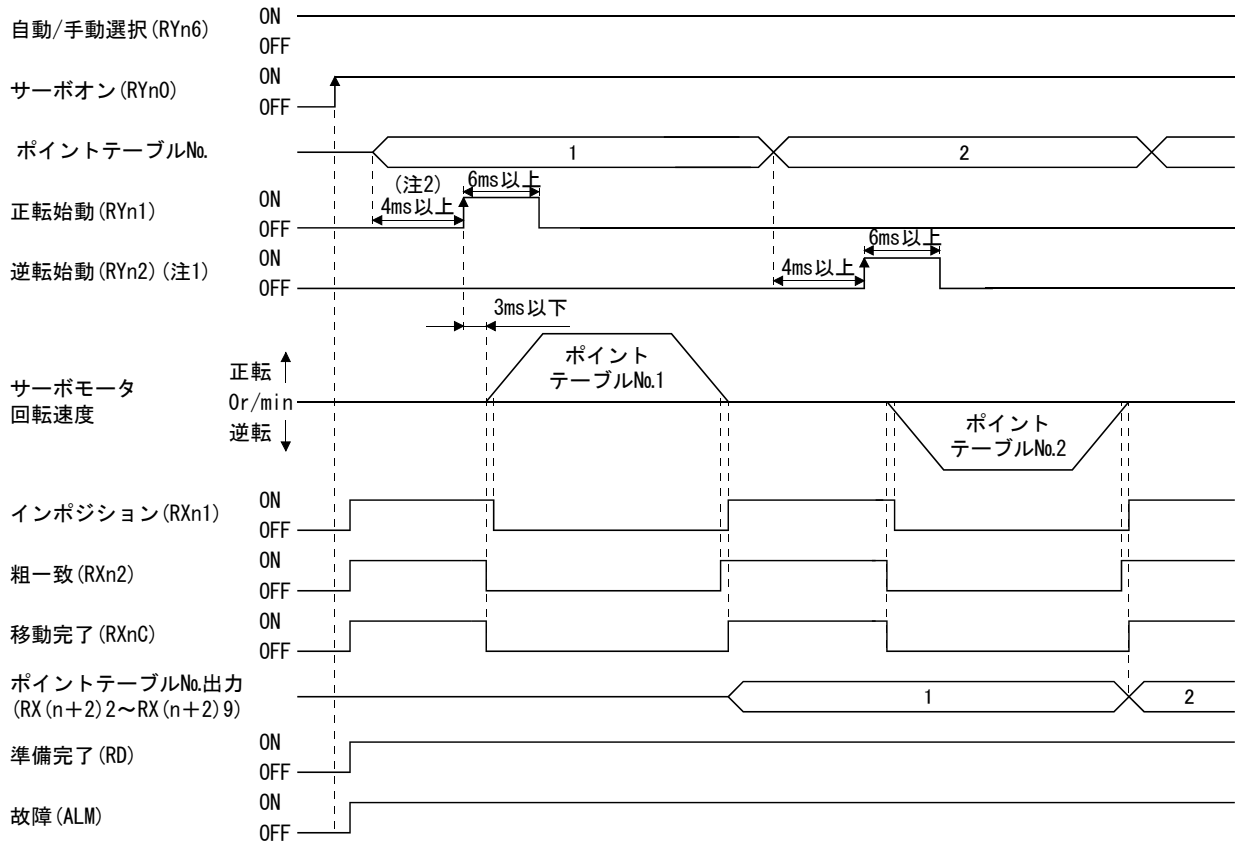 自動/手動選択(RYn6)
ON
OFF
サーボオン(RYn0)
ON
OFF
ポイントテーブル№
1
2
正転始動(RYn1)
ON
OFF
(注2)
4ms以上
6ms以上
逆転始動(RYn2)(注1)
ON
OFF
4ms以上
6ms以上
3ms以下
サーボモータ
回転速度
正転
0r/min
逆転
ポイント
テーブル№1
ポイント
テーブル№2
インポジション(RXn1)
ON
OFF
粗一致(RXn2)
ON
OFF
移動完了(RXnC)
ON
OFF
ポイントテーブル№出力
(RX(n+2)2~RX(n+2)9)
1
2
準備完了(RD)
ON
OFF
故障(ALM)
ON
OFF